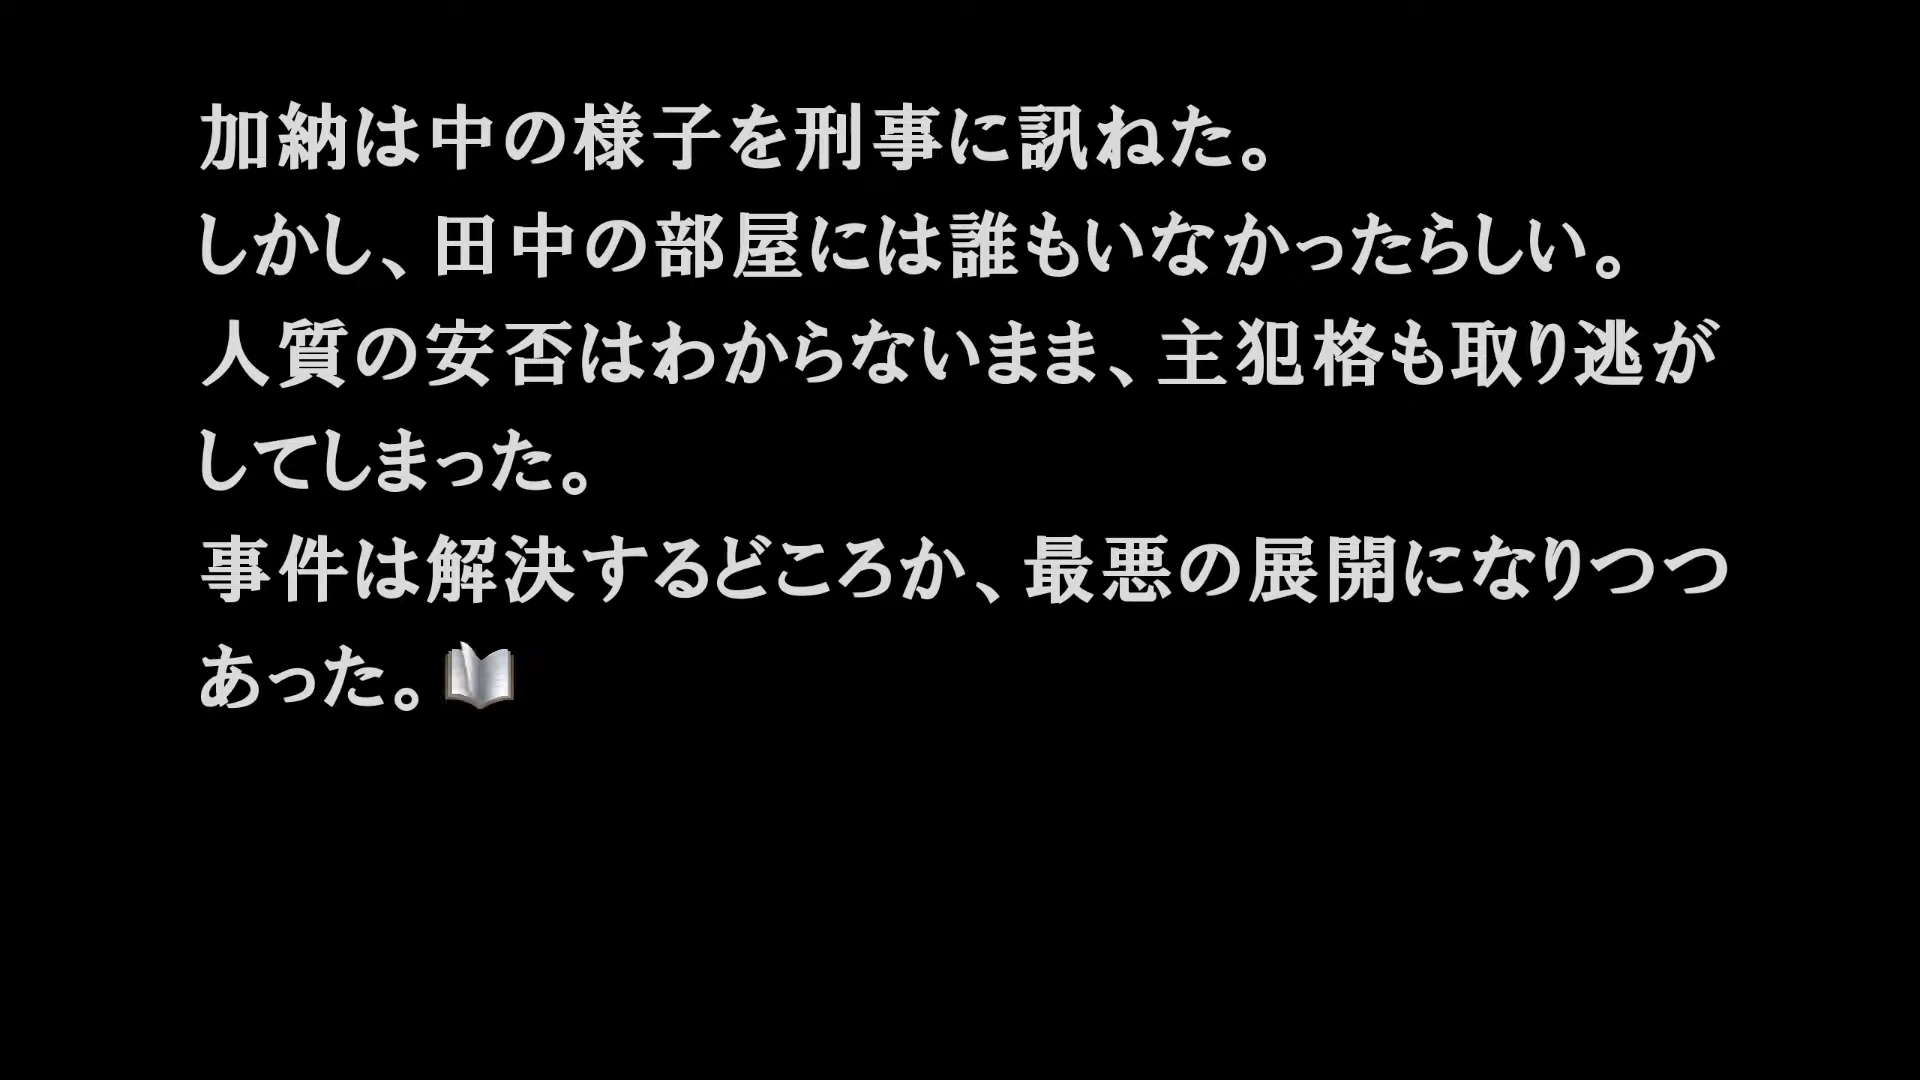 加納は中の様子を刑事に訊ねた。
しかし、田中の部屋には誰もいなかったらしい。
人質の安否はわからないまま、主犯格も取り逃が
してしまった。
事件は解決するどころか、最悪の展開になりつつ
あった。